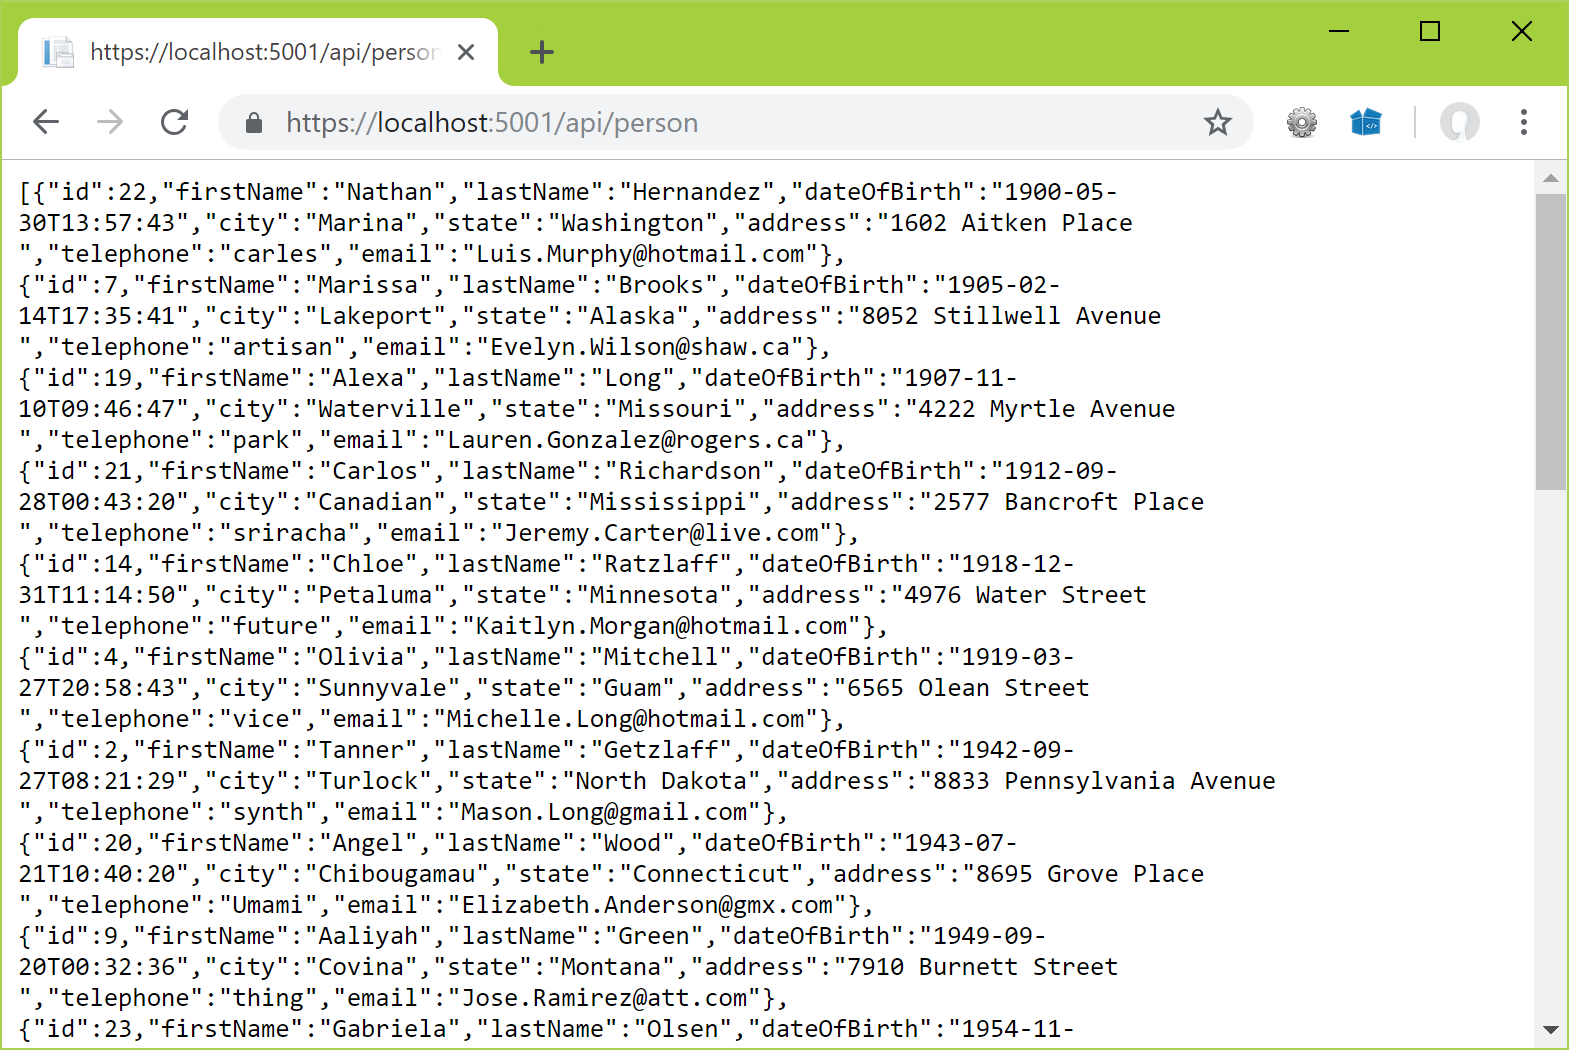 https://localhost:5001/api/person
https://localhost:5001/api/person
[{"id":22,"firstName":"Nathan","lastName":"Hernandez","dateOfBirth":"1900-05-
30T13:57:43","city":"Marina","state":"Washington","address":"1602 Aitken Place
","telephone":"carles","email":"Luis.Murphy@hotmail.com"},
{"id":7,"firstName":"Marissa","lastName":"Brooks","dateOfBirth":"1905-02-
14T17:35:41","city":"Lakeport","state":"Alaska","address":"8052 Stillwell Avenue
","telephone":"artisan","email":"Evelyn.Wilson@shaw.ca"},
{"id":19,"firstName":"Alexa","lastName":"Long","dateOfBirth":"1907-11-
10T09:46:47","city":"Waterville","state":"Missouri","address":"4222 Myrtle Avenue
","telephone":"park","email":"Lauren.Gonzalez@rogers.ca"},
{"id":21,"firstName":"Carlos","lastName":"Richardson","dateOfBirth":"1912-09-
28T00:43:20","city":"Canadian","state":"Mississippi","address":"2577 Bancroft Place
","telephone":"sriracha","email":"Jeremy.Carter@live.com"},
{"id":14,"firstName":"Chloe","lastName":"Ratzlaff","dateOfBirth":"1918-12-
31T11:14:50","city":"Petaluma","state":"Minnesota","address":"4976 Water Street
","telephone":"future","email":"Kaitlyn.Morgan@hotmail.com"},
{"id":4,"firstName":"Olivia","lastName":"Mitchell","dateOfBirth":"1919-03-
27T20:58:43","city":"Sunnyvale","state":"Guam","address":"6565 Olean Street
","telephone":"vice","email":"Michelle.Long@hotmail.com"},
{"id":2,"firstName":"Tanner","lastName":"Getzlaff","dateOfBirth":"1942-09-
27T08:21:29","city":"Turlock","state":"North Dakota","address":"8833 Pennsylvania Avenue
","telephone":"synth","email":"Mason.Long@gmail.com"},
{"id":20,"firstName":"Angel","lastName":"Wood","dateOfBirth":"1943-07-
21T10:40:20","city":"Chibougamau","state":"Connecticut","address":"8695 Grove Place
","telephone":"Umami","email":"Elizabeth.Anderson@gmx.com"},
{"id":9,"firstName":"Aaliyah","lastName":"Green","dateOfBirth":"1949-09-
20T00:32:36","city":"Covina","state":"Montana","address":"7910 Burnett Street
","telephone":"thing","email":"Jose.Ramirez@att.com"},
{"id":23,"firstName":"Gabriela","lastName":"Olsen","dateOfBirth":"1954-11-